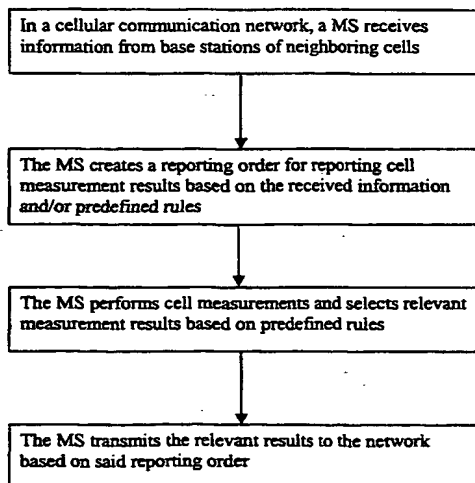 In a cellular communication network, a MS receives
information from base stations of neighboring cells
The MS creates a reporting order for reporting cell
measurement results based on the received information
and/or predefined rules
The MS performs cell measurements and selects relevant
measurement results based on predefined rules
The MS transmits the relevant results to the network
based on said reporting order